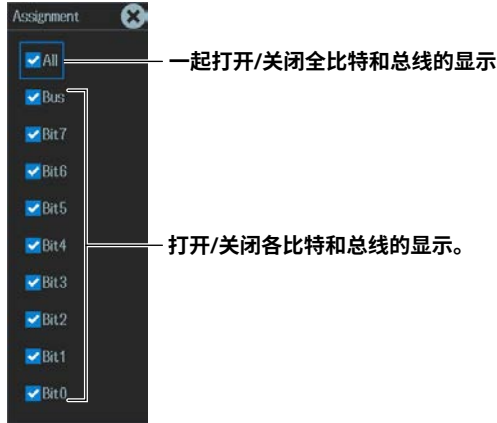 Assignment
All
一起打开/关闭全比特和总线的显示
Bus
Bit7
Bit6
Bit5
Bit4
打开/关闭各比特和总线的显示。
Bit3
Bit2
Bit1
Bit0